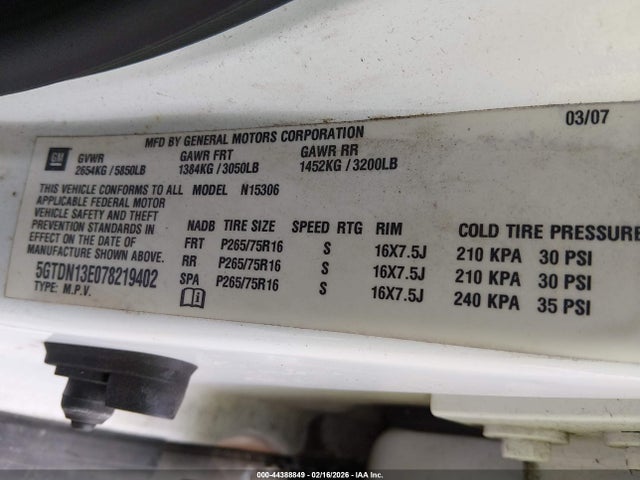 03/07
MFD BY GENERAL MOTORS CORPORATION
GM
GVWR GAWR FRT GAWR RR
2654KG / 5850LB 1384KG / 3050LB 1452KG / 3200LB
THIS VEHICLE CONFORMS TO ALL MODEL N15306
APPLICABLE FEDERAL MOTOR
VEHICLE SAFETY AND THEFT
PREVENTION STANDARDS IN
EFFECT ON THE DATE OF
MANUFACTURE SHOWN ABOVE.
5GTDN13E078219402
TYPE: M.P.V.
NADB TIRE SIZE SPEED RTG RIM COLD TIRE PRESSURE
FRT P265/75R16 S 16X7.5J 210 KPA 30 PSI
RR P265/75R16 S 16X7.5J 210 KPA 30 PSI
SPA P265/75R16 S 16X7.5J 240 KPA 35 PSI
000-44388849 - 02/16/2026 - © IAA Inc.